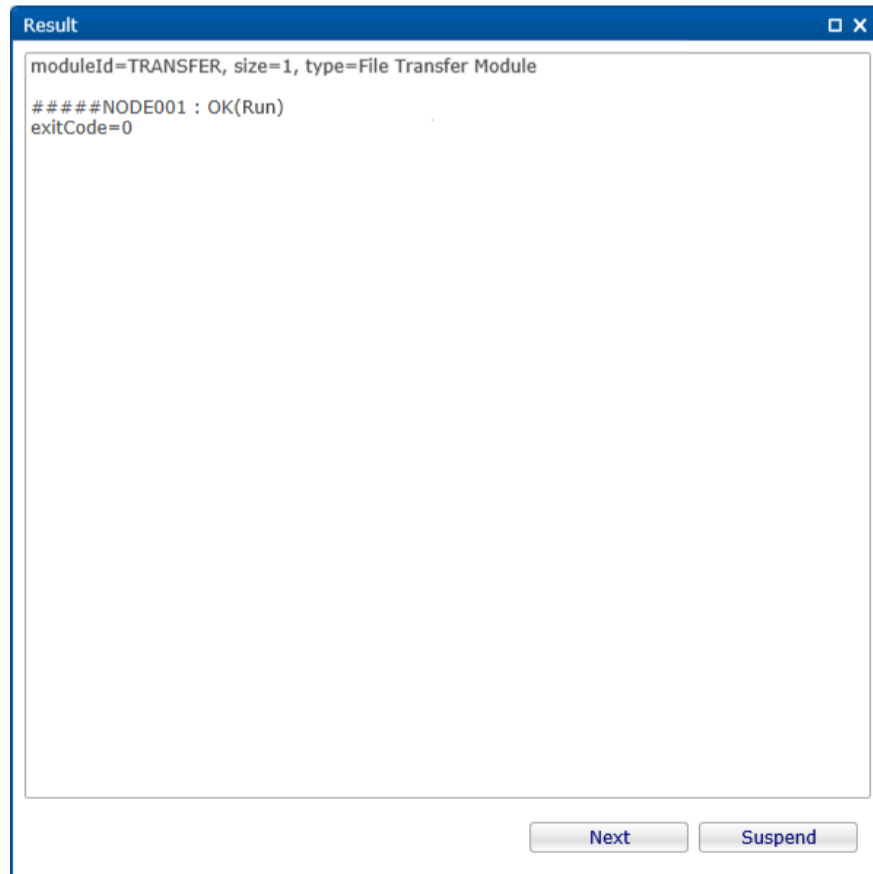 Result
moduleId=TRANSFER, size=1, type=File Transfer Module
#####NODE001 : OK(Run)
exitCode=0
Next
Suspend